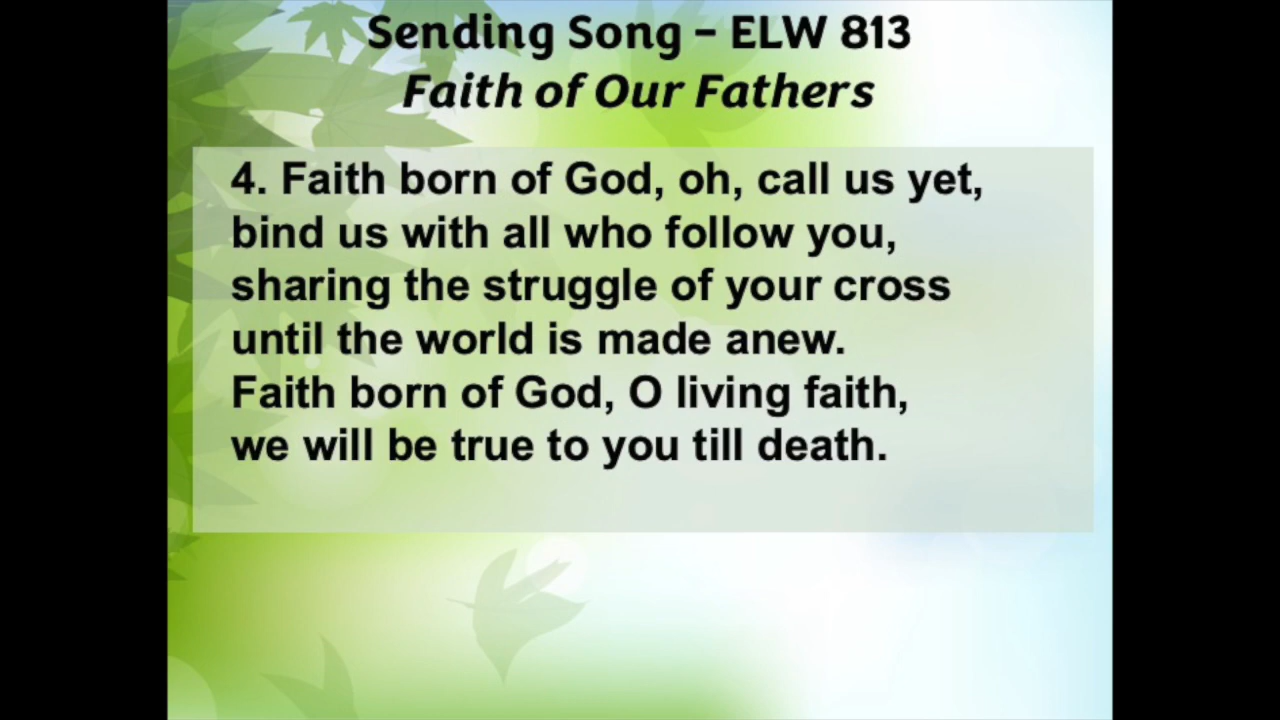 Sending Song – ELW 813
Faith of Our Fathers
4. Faith born of God, oh, call us yet,
bind us with all who follow you,
sharing the struggle of your cross
until the world is made anew.
Faith born of God, O living faith,
we will be true to you till death.